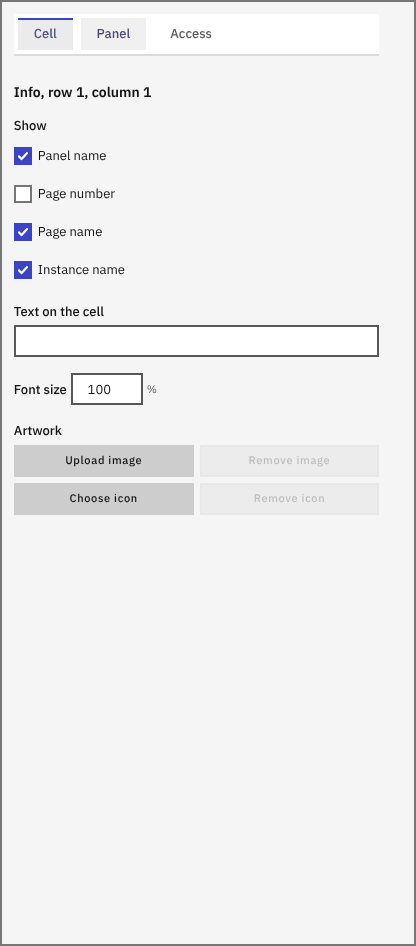 Cell Panel Access
Info, row 1, column 1
Show
Panel name
Page number
Page name
Instance name
Text on the cell
Font size 100 %
Artwork
Upload image Remove image
Choose icon Remove icon